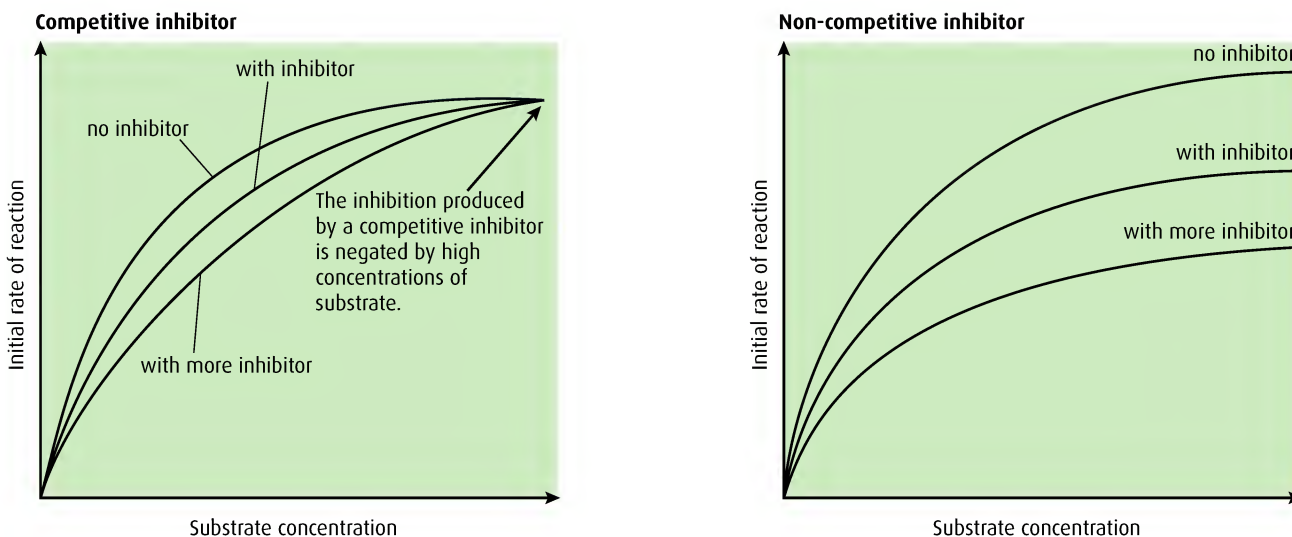 Competitive inhibitor
with inhibitor
no inhibitor
The inhibition produced
by a competitive inhibitor
is negated by high
concentrations of
substrate.
with more inhibitor
Initial rate of reaction
Substrate concentration
Non-competitive inhibitor
no inhibitor
with inhibitor
with more inhibitor
Initial rate of reaction
Substrate concentration